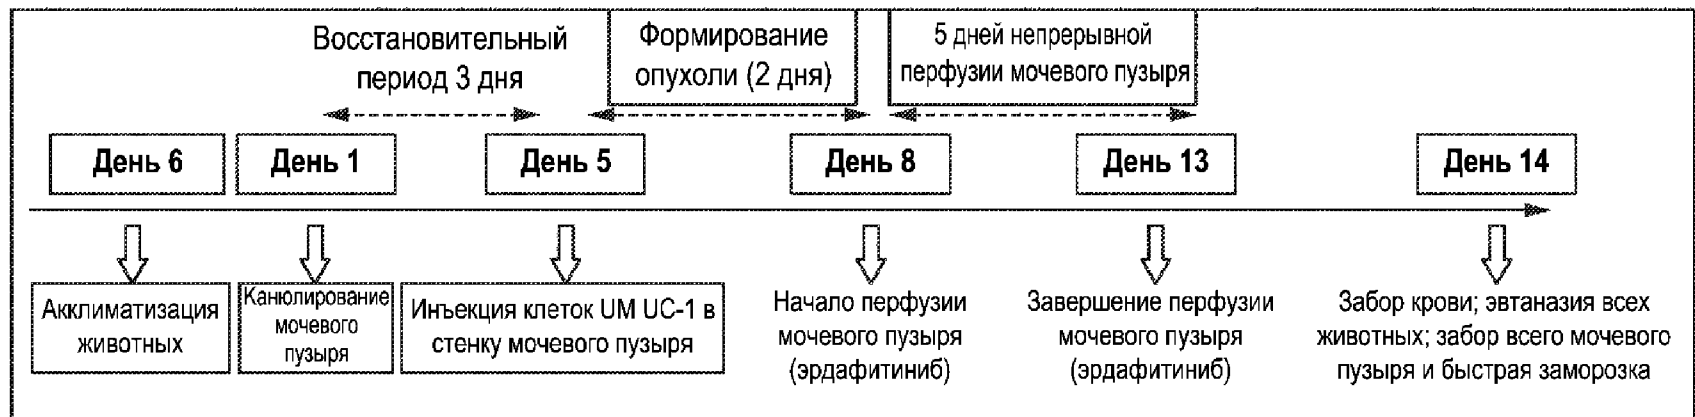 Восстановительный
период 3 дня
Формирование
опухоли (2 дня)
5 дней непрерывной
перфузии мочевого пузыря
День 6
День 1
День 5
День 8
День 13
День 14
Акклиматизация
животных
Канюлирование
мочевого
пузыря
Инъекция клеток UM UC-1 в
стенку мочевого пузыря
Начало перфузии
мочевого пузыря
(эрдафитиниб)
Завершение перфузии
мочевого пузыря
(эрдафитиниб)
Забор крови; эвтаназия всех
животных; забор всего мочевого
пузыря и быстрая заморозка